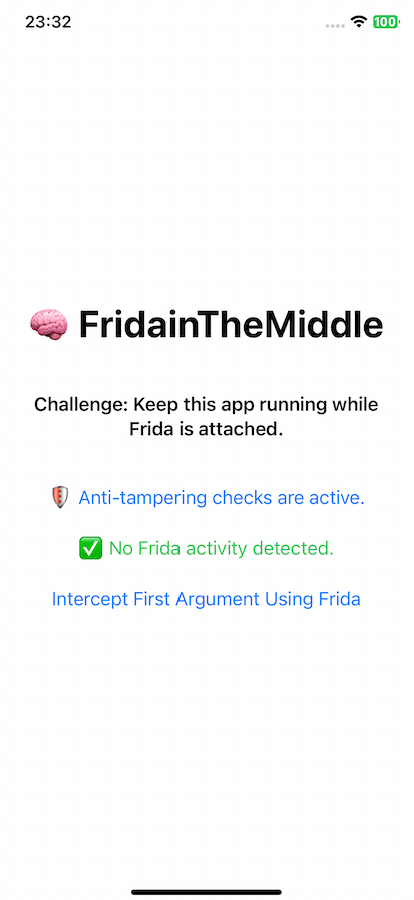 23:32
100
FridainTheMiddle
Challenge: Keep this app running while
Frida is attached.
Anti-tampering checks are active.
No Frida activity detected.
Intercept First Argument Using Frida